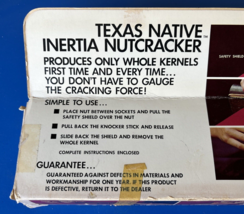 TEXAS NATIVE
INERTIA NUTCRACKER
PRODUCES ONLY WHOLE KERNELS
FIRST TIME AND EVERY TIME...
YOU DON'T HAVE TO GAUGE
THE CRACKING FORCE!
SAFETY SHIELD
SIMPLE TO USE...
■ PLACE NUT BETWEEN SOCKETS AND PULL THE
SAFETY SHIELD OVER THE NUT
■ PULL BACK THE KNOCKER STICK AND RELEASE
■ SLIDE BACK THE SHIELD AND REMOVE THE
WHOLE KERNEL
COMPLETE INSTRUCTIONS ENCLOSED
GUARANTEE...
GUARANTEED AGAINST DEFECTS IN MATERIALS AND
WORKMANSHIP FOR ONE YEAR. IF THIS PRODUCT
IS DEFECTIVE, RETURN IT TO THE DEALER